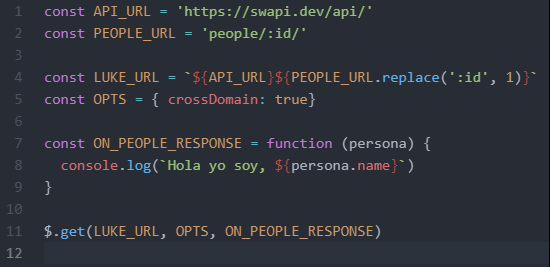 1 const API_URL = 'https://swapi.dev/api/'
2 const PEOPLE_URL = 'people/:id/'
3
4 const LUKE_URL = `${API_URL}${PEOPLE_URL.replace(':id', 1)}`
5 const OPTS = { crossDomain: true}
6
7 const ON_PEOPLE_RESPONSE = function (persona) {
8   console.log(`Hola yo soy, ${persona.name}`)
9 }
10
11 $.get(LUKE_URL, OPTS, ON_PEOPLE_RESPONSE)
12